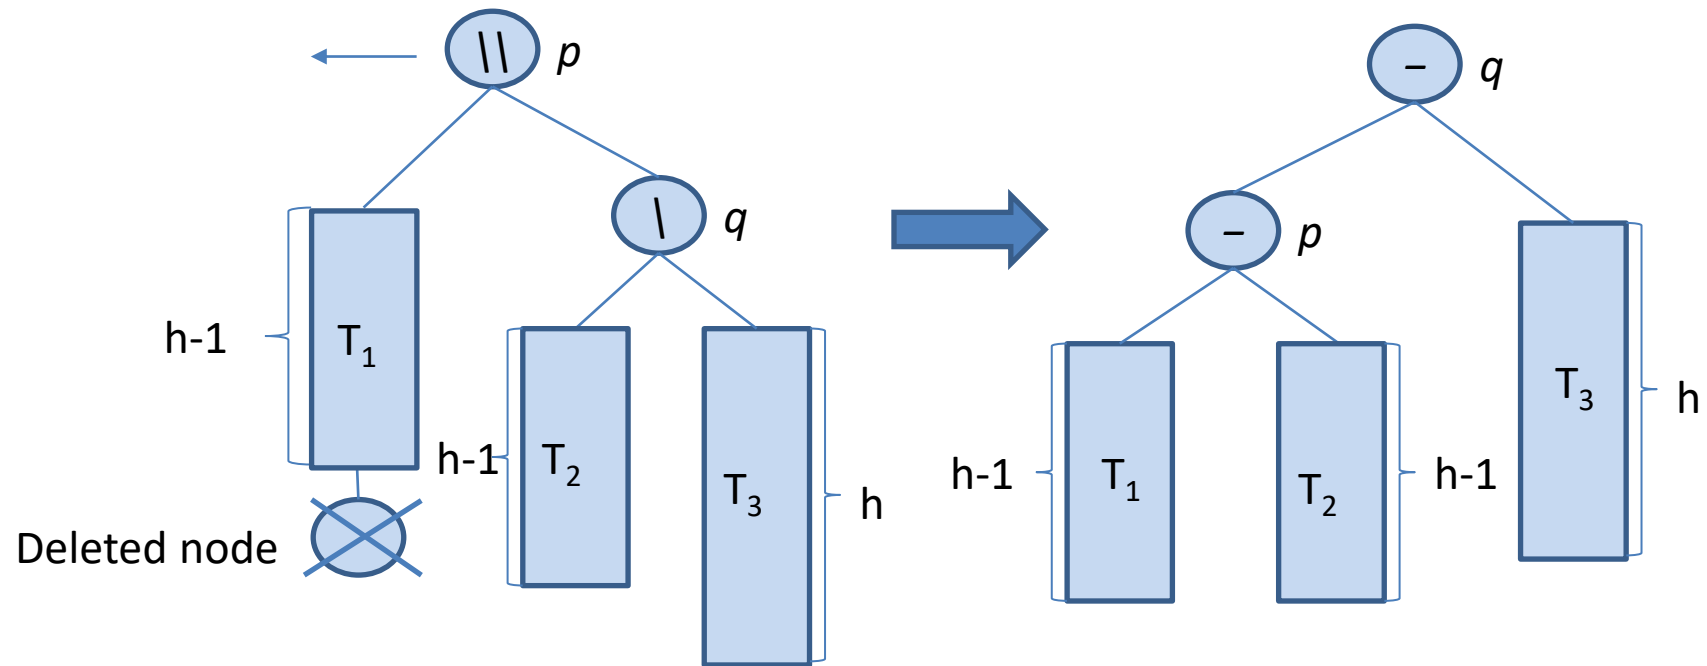 \\ p
– q
\ q
– p
h-1 T1
h-1 T2
T3 h
h-1 T1
T2 h-1
T3 h
Deleted node